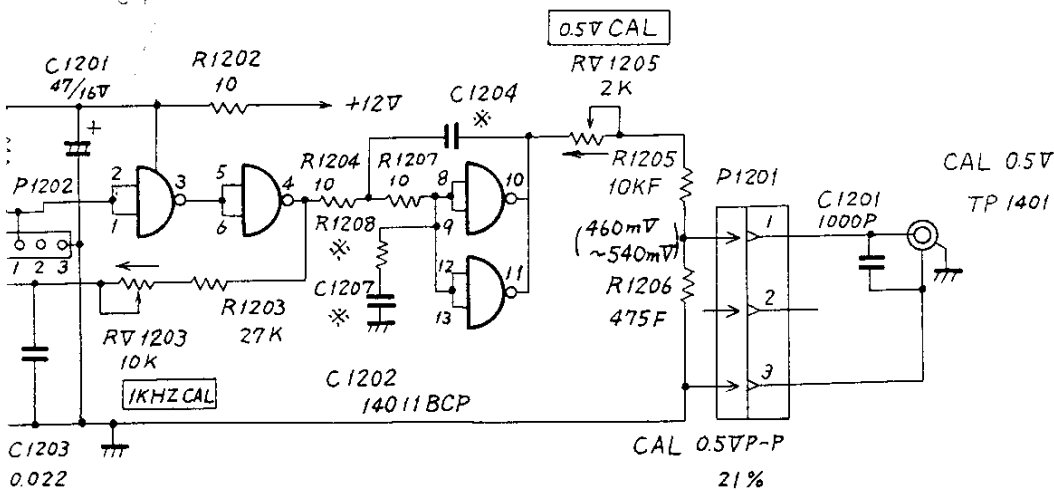 0.5V CAL
C1201
47/16V
+
R1202
10
+12V
C1204
※
RV1205
2K
P1202
2
1
3
5
6
4
R1204
10
R1207
10
R1208
※
8
9
10
R1205
10KF
P1201
CAL 0.5V
TP 1401
C1201
1000P
1
(460mV
~540mV)
1 2 3
C1207
※
12
13
11
R1206
475F
2
RV1203
10K
R1203
27K
3
1KHZ CAL
C1202
14011BCP
C1203
0.022
CAL 0.5VP-P
21%